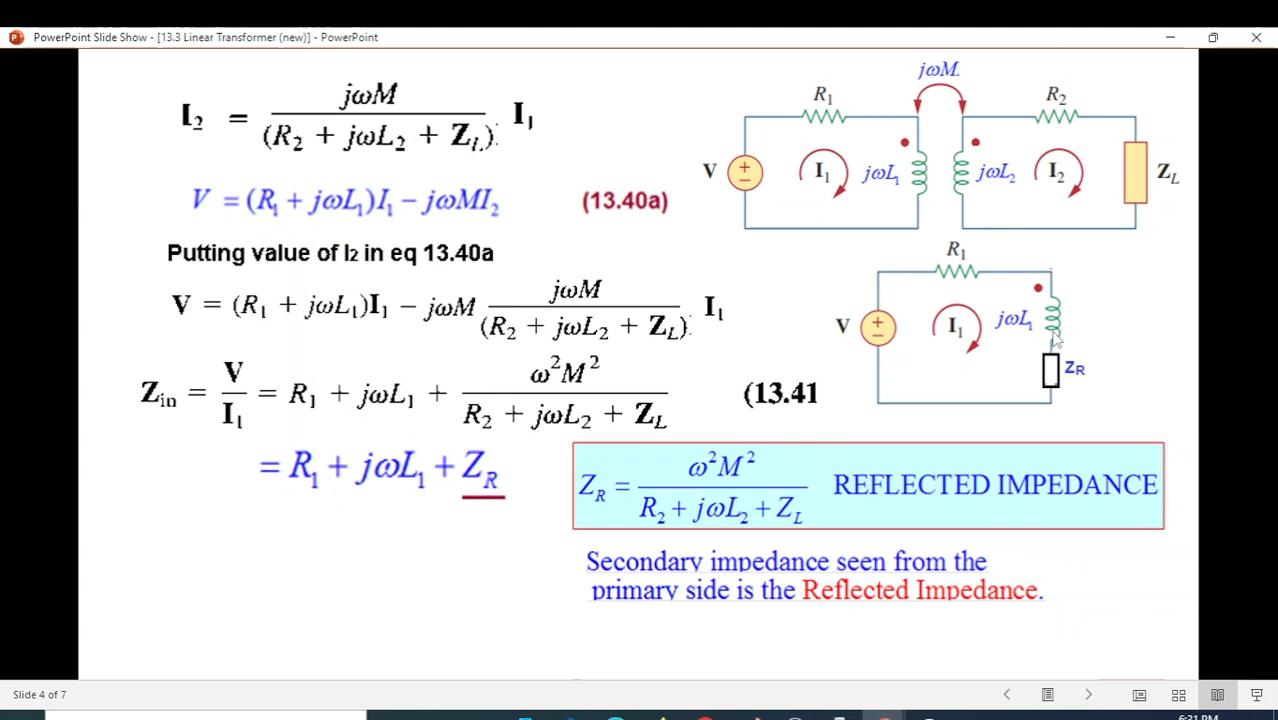 PowerPoint Slide Show - [13.3 Linear Transformer (new)] - PowerPoint
I₂ = jωM / (R₂ + jωL₂ + Z_L). I₁
V = (R₁ + jωL₁)I₁ − jωMI₂ (13.40a)
Putting value of I₂ in eq 13.40a
V = (R₁ + jωL₁)I₁ − jωM jωM / (R₂ + jωL₂ + Z_L). I₁
Z_in = V / I₁ = R₁ + jωL₁ + ω²M² / R₂ + jωL₂ + Z_L (13.41
= R₁ + jωL₁ + Z_R
jωM.
R₁
R₂
V
+
−
I₁
jωL₁
jωL₂
I₂
Z_L
R₁
V
+
−
I₁
jωL₁
Z_R
Z_R = ω²M² / R₂ + jωL₂ + Z_L REFLECTED IMPEDANCE
Secondary impedance seen from the
primary side is the Reflected Impedance.
Slide 4 of 7
6:31 PM